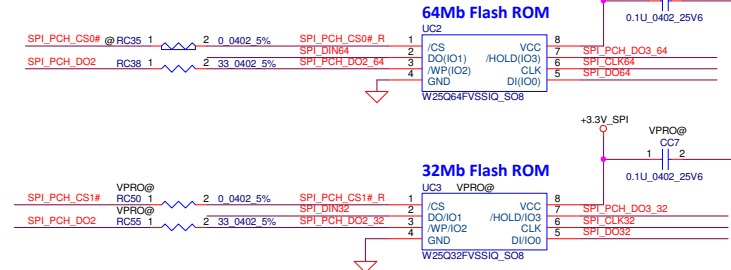 64Mb Flash ROM
0.1U_0402_25V6
SPI_PCH_CS0# @ RC35 1 2 0_0402_5% SPI_PCH_CS0#_R 1 UC2 8
/CS VCC
SPI_DIN64 2 DO(IO1) /HOLD(IO3) 7 SPI_PCH_DO3_64
SPI_PCH_DO2 RC38 1 2 33_0402_5% SPI_PCH_DO2_64 3 /WP(IO2) CLK 6 SPI_CLK64
4 GND DI(IO0) 5 SPI_DO64
W25Q64FVSSIQ_SO8
+3.3V_SPI
VPRO@
CC7
1 2
0.1U_0402_25V6
32Mb Flash ROM
VPRO@ UC3 VPRO@
SPI_PCH_CS1# RC50 1 2 0_0402_5% SPI_PCH_CS1#_R 1 /CS VCC 8
VPRO@ SPI_DIN32 2 DO/IO1 /HOLD/IO3 7 SPI_PCH_DO3_32
SPI_PCH_DO2 RC55 1 2 33_0402_5% SPI_PCH_DO2_32 3 /WP/IO2 CLK 6 SPI_CLK32
4 GND DI/IO0 5 SPI_DO32
W25Q32FVSSIQ_SO8